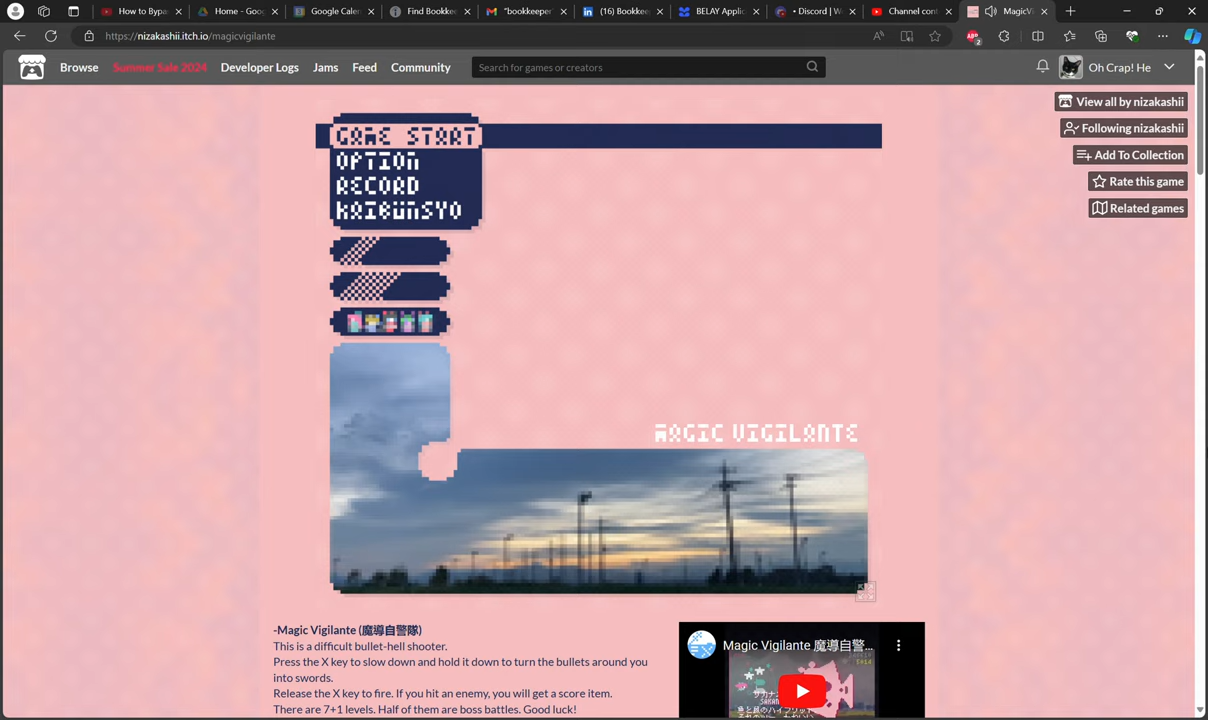 How to Bypa
Home - Goo
Google Calen
Find Bookkee
"bookkeeper
(16) Bookkee
BELAY Applic
• Discord | W
Channel cont
MagicVi
https://nizakashii.itch.io/magicvigilante
2
Browse
Summer Sale 2024
Developer Logs
Jams
Feed
Community
Search for games or creators
Oh Crap! He
View all by nizakashii
Following nizakashii
Add To Collection
Rate this game
Related games
GAME START
OPTION
RECORD
KAIBUNSYO
MAGIC VIGILANTE
-Magic Vigilante (魔導自警隊)
This is a difficult bullet-hell shooter.
Press the X key to slow down and hold it down to turn the bullets around you
into swords.
Release the X key to fire. If you hit an enemy, you will get a score item.
There are 7+1 levels. Half of them are boss battles. Good luck!
Magic Vigilante 魔導自警...